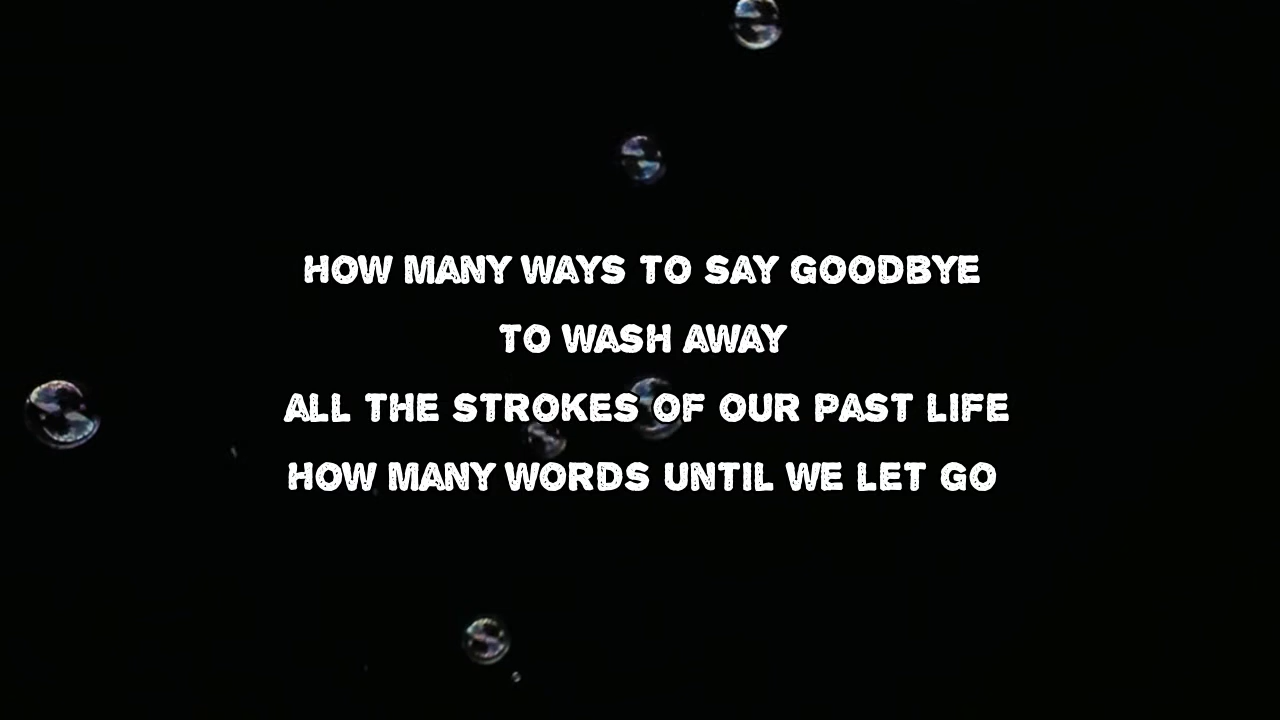 HOW MANY WAYS TO SAY GOODBYE
TO WASH AWAY
ALL THE STROKES OF OUR PAST LIFE
HOW MANY WORDS UNTIL WE LET GO